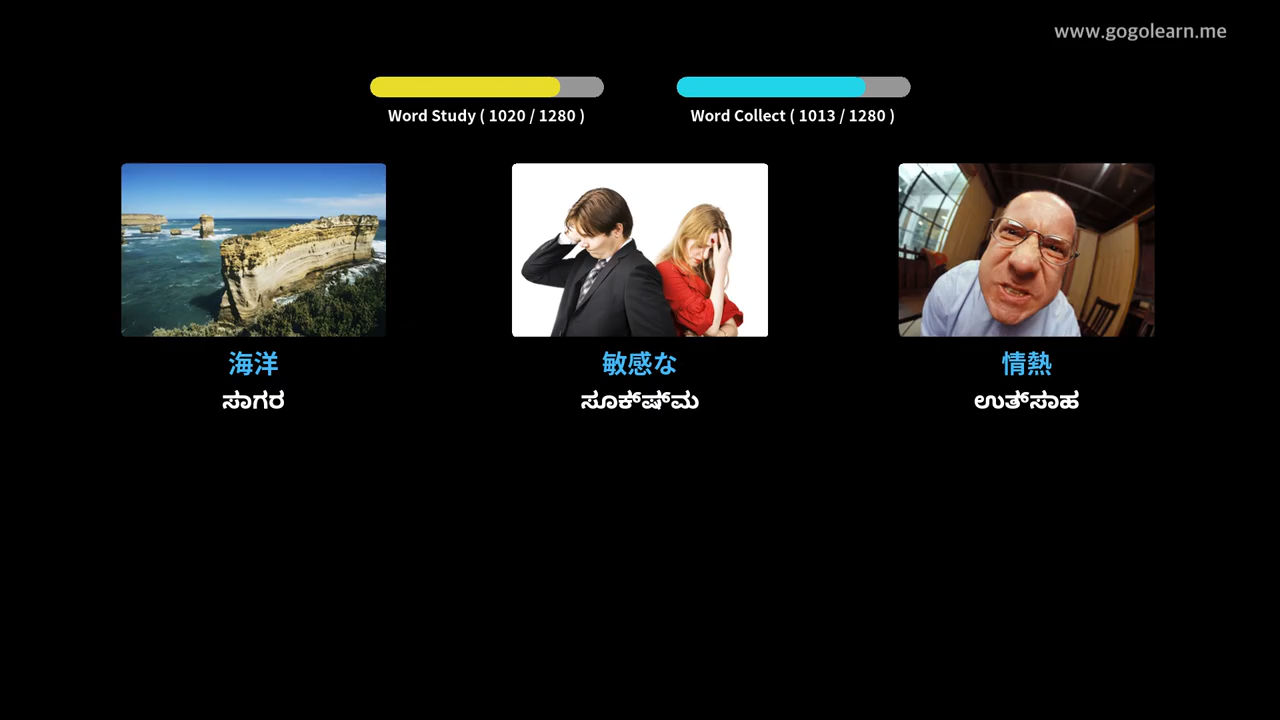 www.gogolearn.me
Word Study ( 1020 / 1280 )
Word Collect ( 1013 / 1280 )
海洋
敏感な
情熱
ಸಾಗರ
ಸೂಕ್‌ಷ್‌ಮ
ಉತ್‌ಸಾಹ